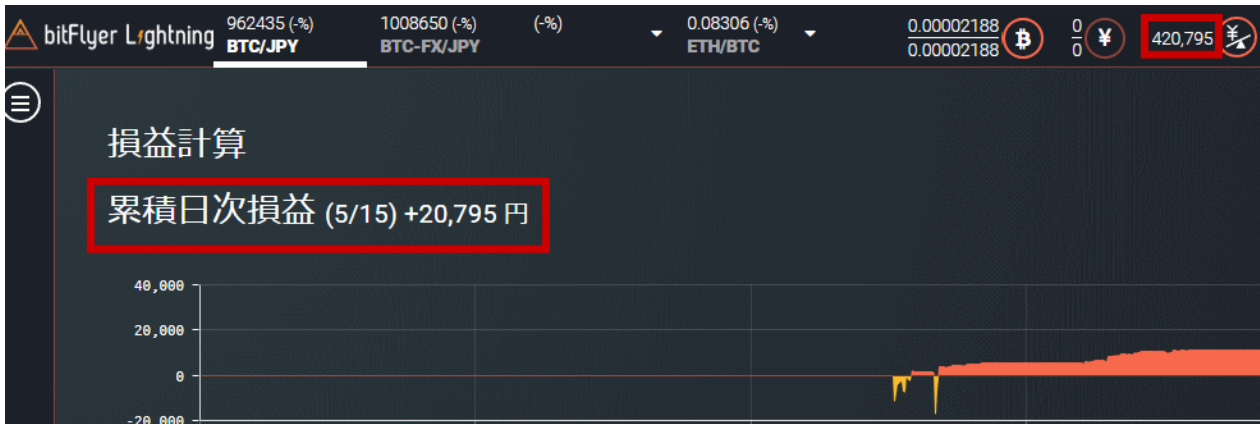 bitFlyer Lightning
962435 (-%)
BTC/JPY
1008650 (-%)
BTC-FX/JPY
(-%)
0.08306 (-%)
ETH/BTC
0.00002188
0.00002188
0
0
¥
420,795
損益計算
累積日次損益 (5/15) +20,795 円
40,000
20,000
0
-20,000